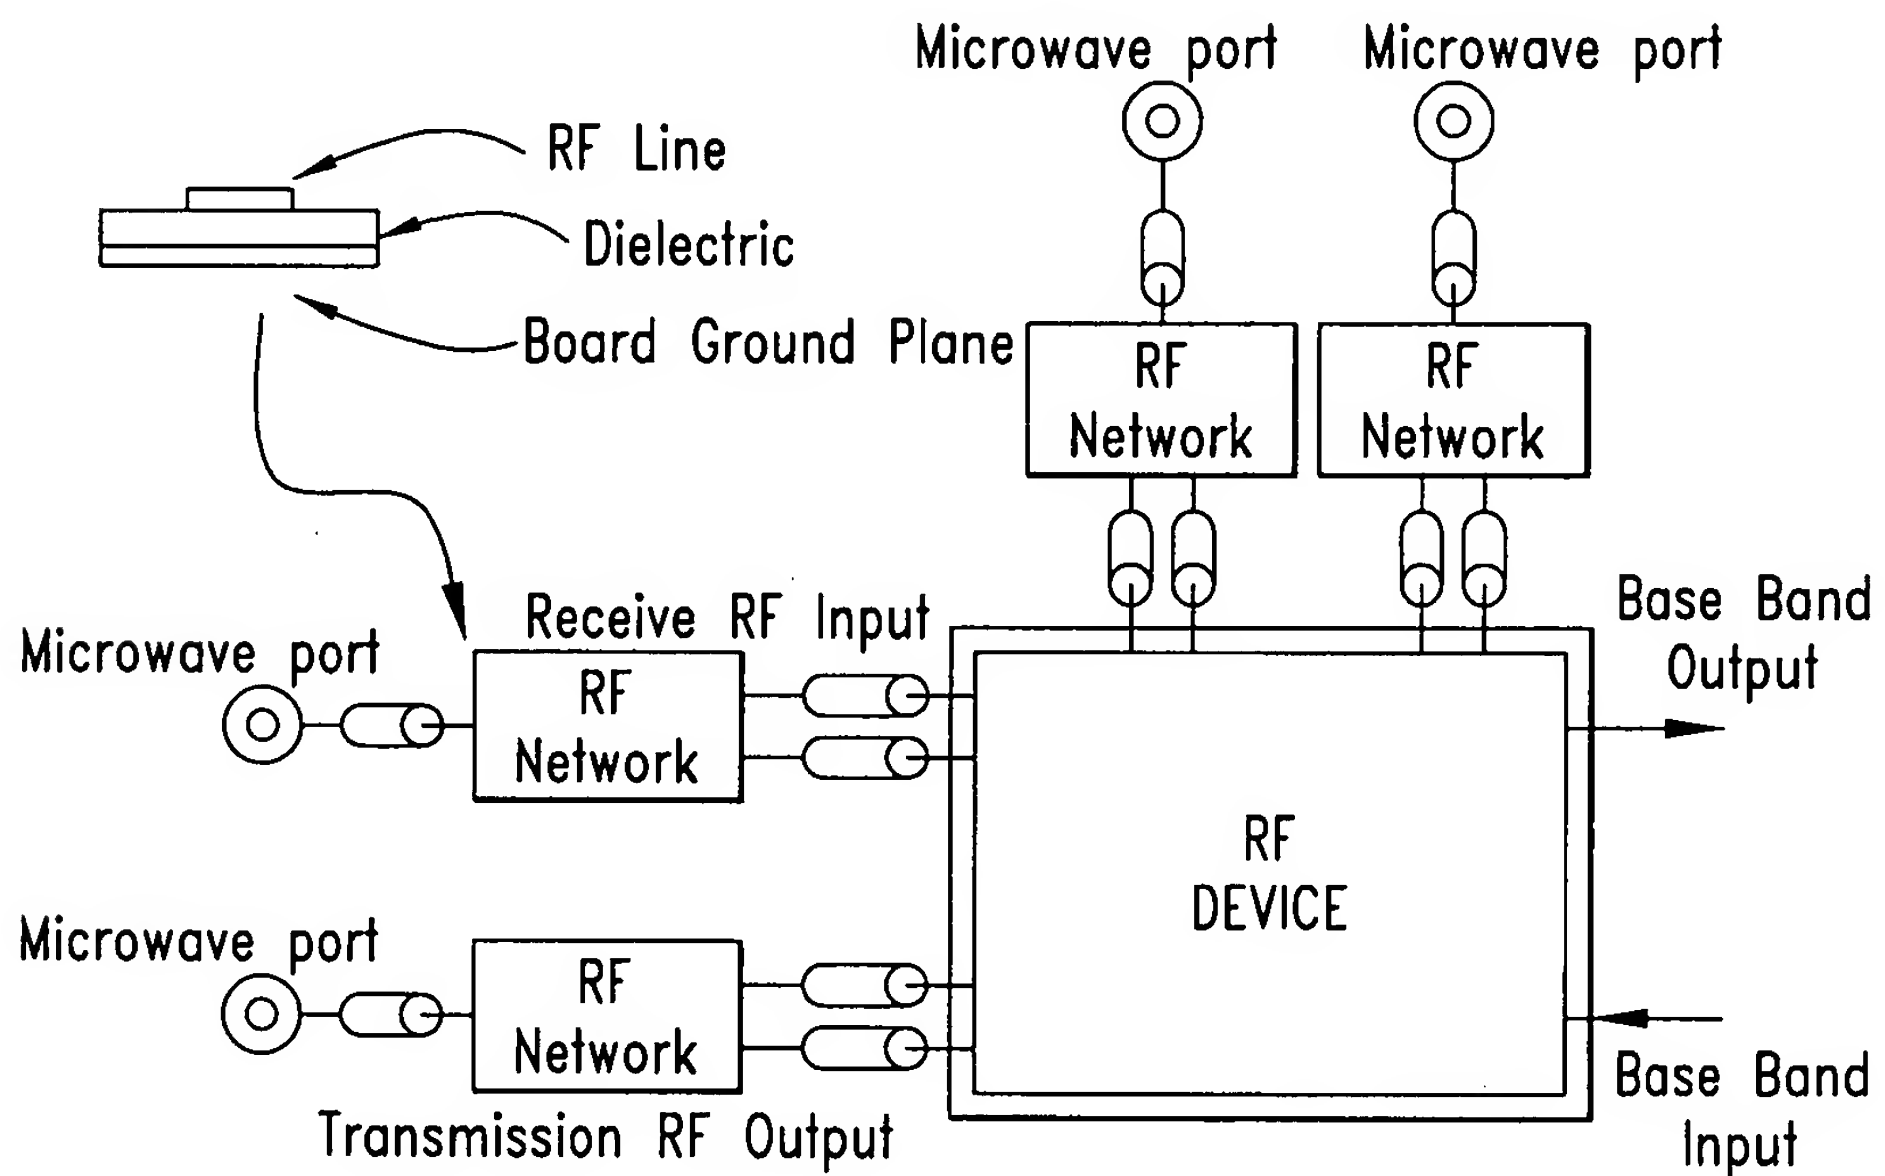 Microwave port
Microwave port
RF Line
Dielectric
Board Ground Plane
RF
Network
RF
Network
Receive RF Input
Base Band
Output
Microwave port
RF
Network
RF
DEVICE
Microwave port
RF
Network
Transmission RF Output
Base Band
Input